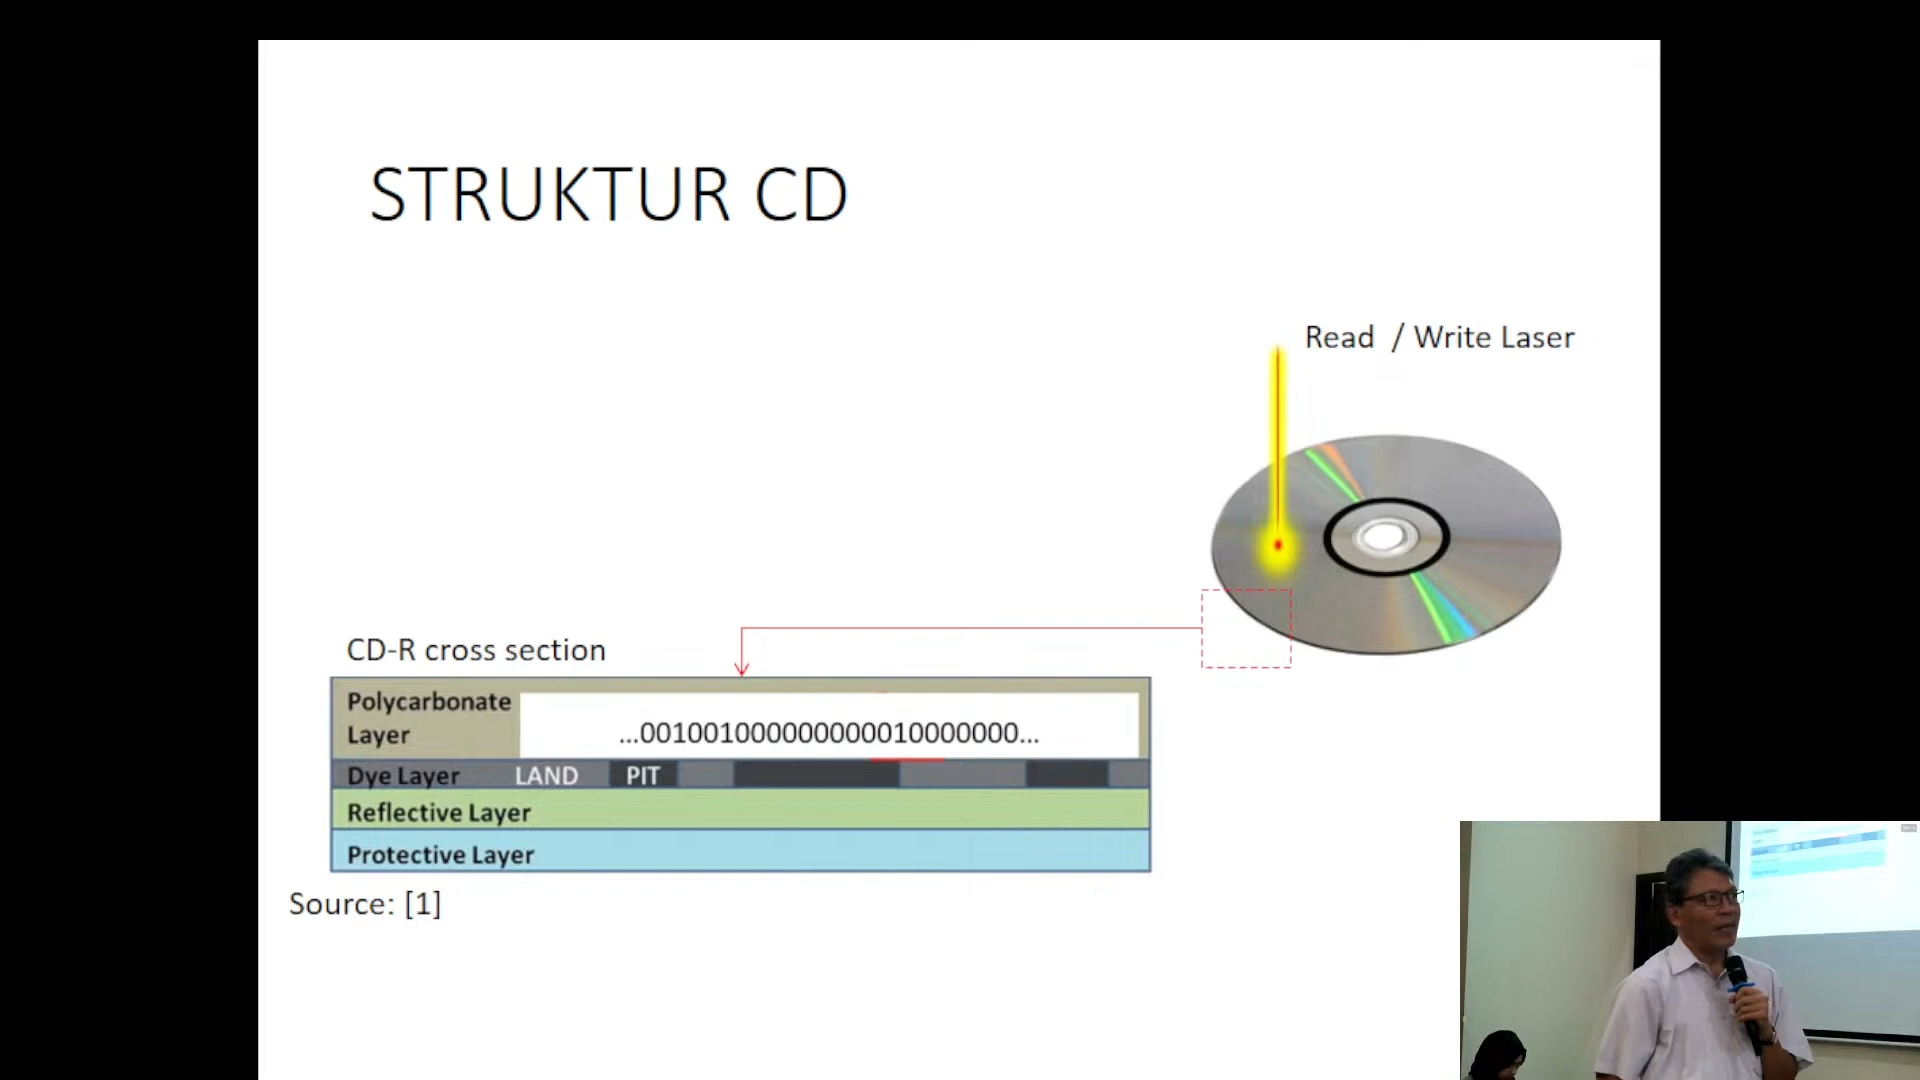 STRUKTUR CD
Read / Write Laser
CD-R cross section
Polycarbonate
Layer
...001001000000000010000000...
Dye Layer LAND PIT
Reflective Layer
Protective Layer
Source: [1]